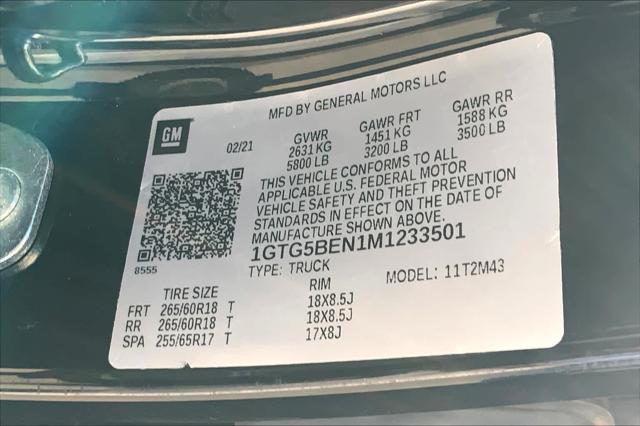 MFD BY GENERAL MOTORS LLC
GM
02/21
GVWR GAWR FRT GAWR RR
2631 KG 1451 KG 1588 KG
5800 LB 3200 LB 3500 LB
THIS VEHICLE CONFORMS TO ALL
APPLICABLE U.S. FEDERAL MOTOR
VEHICLE SAFETY AND THEFT PREVENTION
STANDARDS IN EFFECT ON THE DATE OF
MANUFACTURE SHOWN ABOVE.
1GTG5BEN1M1233501
8555
TYPE: TRUCK MODEL: 11T2M43
TIRE SIZE RIM
FRT 265/60R18 T 18X8.5J
RR 265/60R18 T 18X8.5J
SPA 255/65R17 T 17X8J